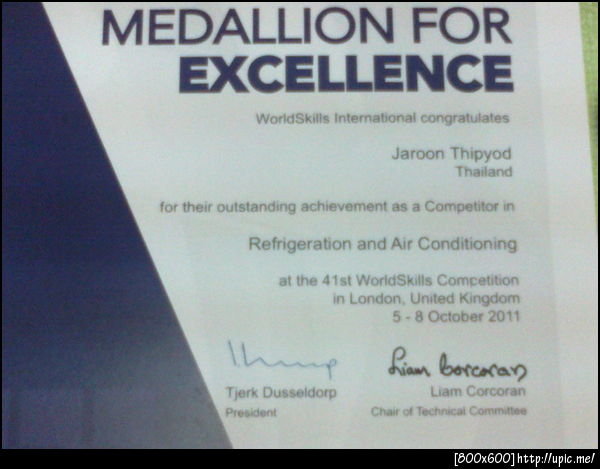 MEDALLION FOR
EXCELLENCE
WorldSkills International congratulates
Jaroon Thipyod
Thailand
for their outstanding achievement as a Competitor in
Refrigeration and Air Conditioning
at the 41st WorldSkills Competition
in London, United Kingdom
5 - 8 October 2011
Liam Corcoran
Tjerk Dusseldorp
Liam Corcoran
President
Chair of Technical Committee
[800x600]http://upic.me/